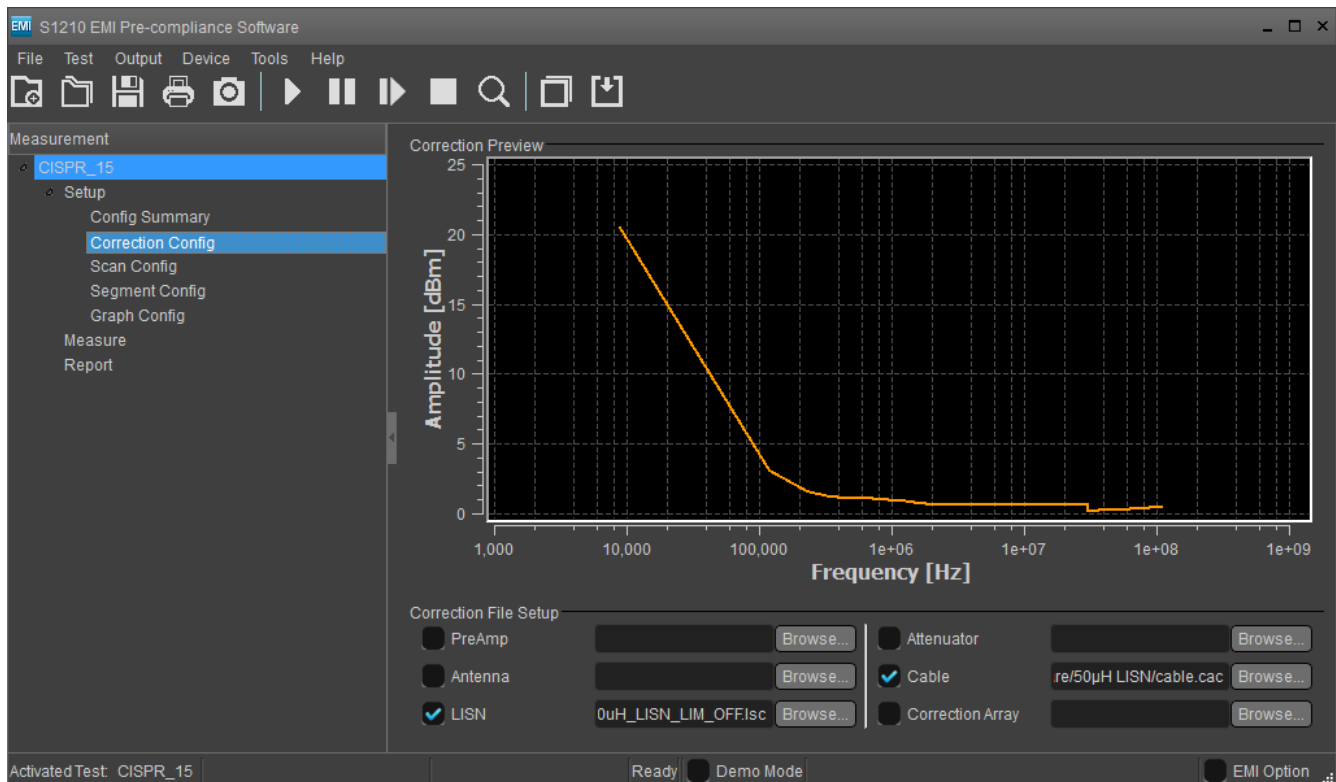 EMI S1210 EMI Pre-compliance Software
File Test Output Device Tools Help
Measurement
CISPR_15
Setup
Config Summary
Correction Config
Scan Config
Segment Config
Graph Config
Measure
Report
Correction Preview
25
20
15
10
5
0
Amplitude [dBm]
1,000 10,000 100,000 1e+06 1e+07 1e+08 1e+09
Frequency [Hz]
Correction File Setup
PreAmp Browse... Attenuator Browse...
Antenna Browse... Cable re/50µH LISN/cable.cac Browse...
LISN 0uH_LISN_LIM_OFF.lsc Browse... Correction Array Browse...
Activated Test: CISPR_15 Ready Demo Mode EMI Option